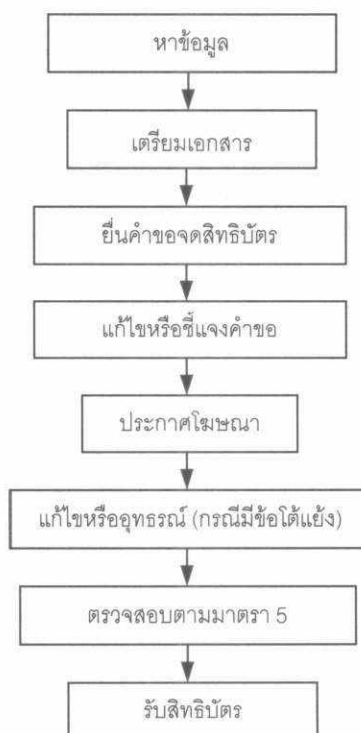 หาข้อมูล
เตรียมเอกสาร
ยื่นคำขอจดสิทธิบัตร
แก้ไขหรือชี้แจงคำขอ
ประกาศโฆษณา
แก้ไขหรืออุทธรณ์ (กรณีมีข้อโต้แย้ง)
ตรวจสอบตามมาตรา 5
รับสิทธิบัตร